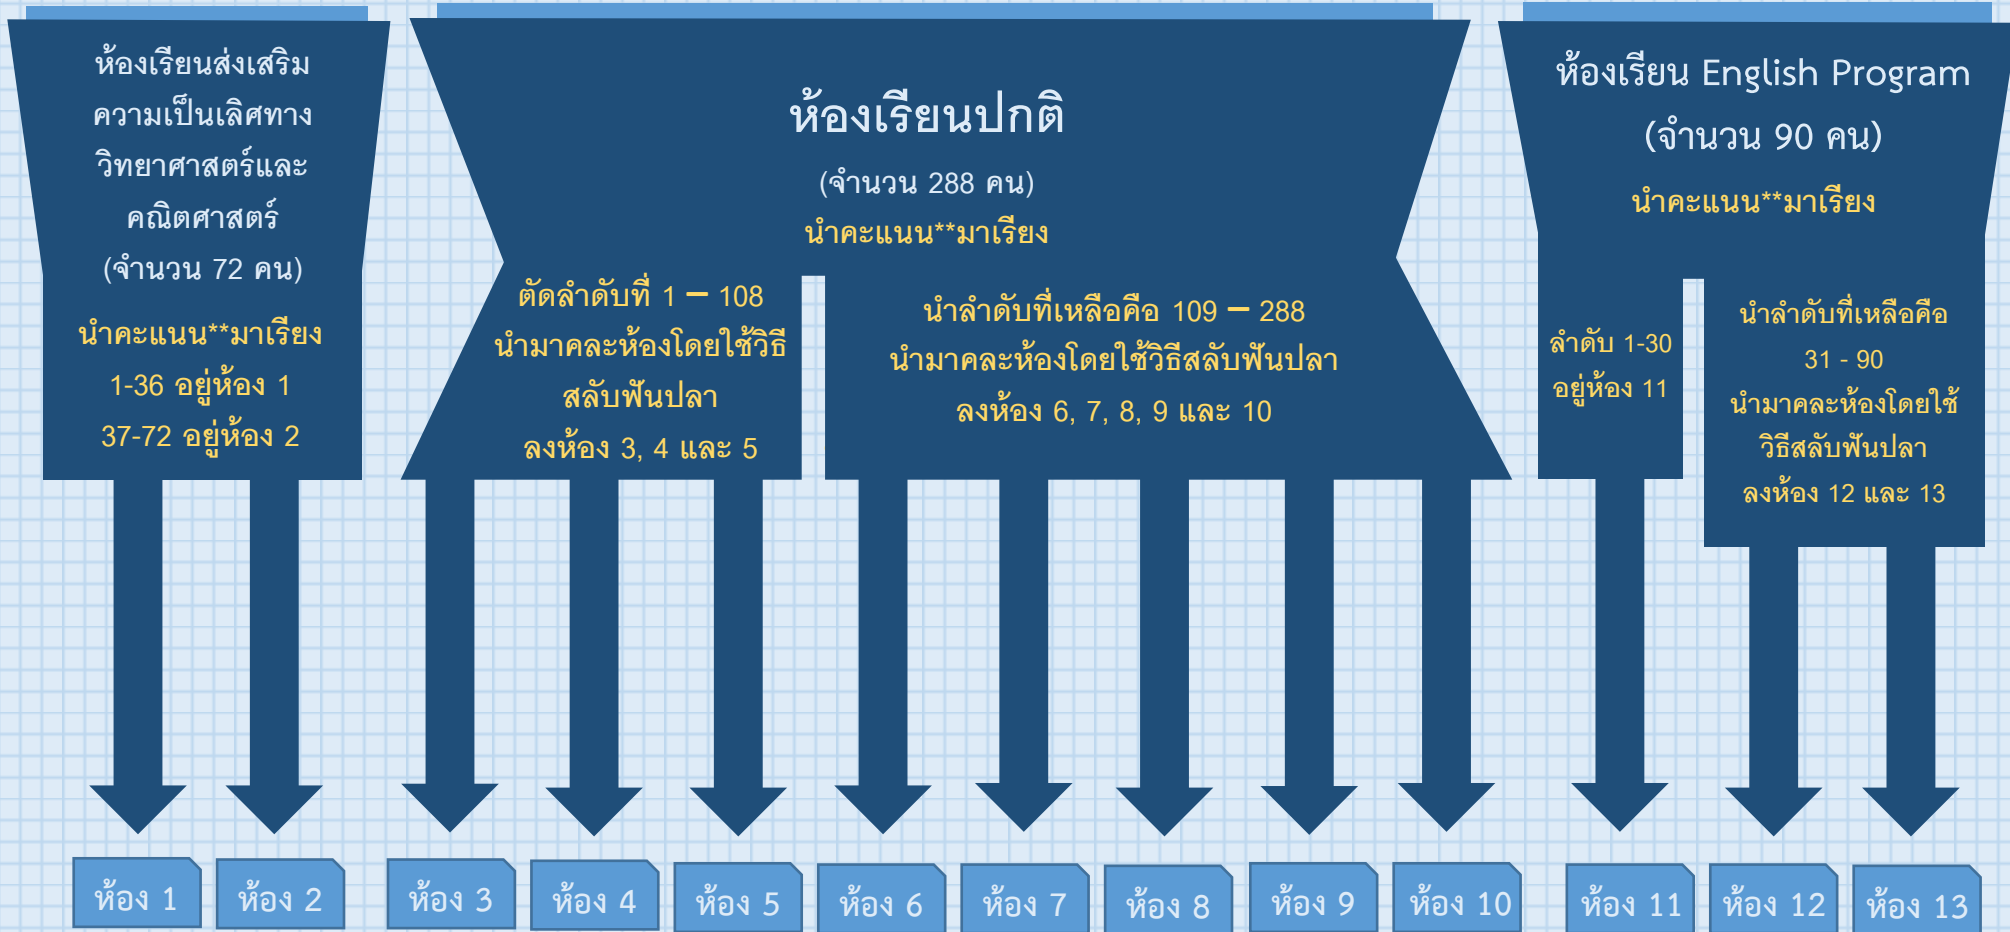 ห้องเรียนส่งเสริม
ความเป็นเลิศทาง
วิทยาศาสตร์และ
คณิตศาสตร์
(จำนวน 72 คน)
นำคะแนน**มาเรียง
1-36 อยู่ห้อง 1
37-72 อยู่ห้อง 2
ห้องเรียนปกติ
(จำนวน 288 คน)
นำคะแนน**มาเรียง
ตัดลำดับที่ 1 – 108
นำมาคละห้องโดยใช้วิธี
สลับฟันปลา
ลงห้อง 3, 4 และ 5
นำลำดับที่เหลือคือ 109 – 288
นำมาคละห้องโดยใช้วิธีสลับฟันปลา
ลงห้อง 6, 7, 8, 9 และ 10
ห้องเรียน English Program
(จำนวน 90 คน)
นำคะแนน**มาเรียง
ลำดับ 1-30
อยู่ห้อง 11
นำลำดับที่เหลือคือ
31 - 90
นำมาคละห้องโดยใช้
วิธีสลับฟันปลา
ลงห้อง 12 และ 13
ห้อง 1
ห้อง 2
ห้อง 3
ห้อง 4
ห้อง 5
ห้อง 6
ห้อง 7
ห้อง 8
ห้อง 9
ห้อง 10
ห้อง 11
ห้อง 12
ห้อง 13